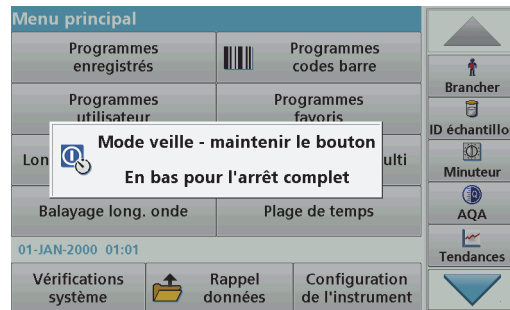 Menu principal
Programmes
enregistrés
Programmes
codes barre
Programmes
utilisateur
Programmes
favoris
Mode veille - maintenir le bouton
En bas pour l'arrêt complet
Lon
ulti
Balayage long. onde
Plage de temps
01-JAN-2000 01:01
Vérifications
système
Rappel
données
Configuration
de l'instrument
Brancher
ID échantillo
Minuteur
AQA
Tendances